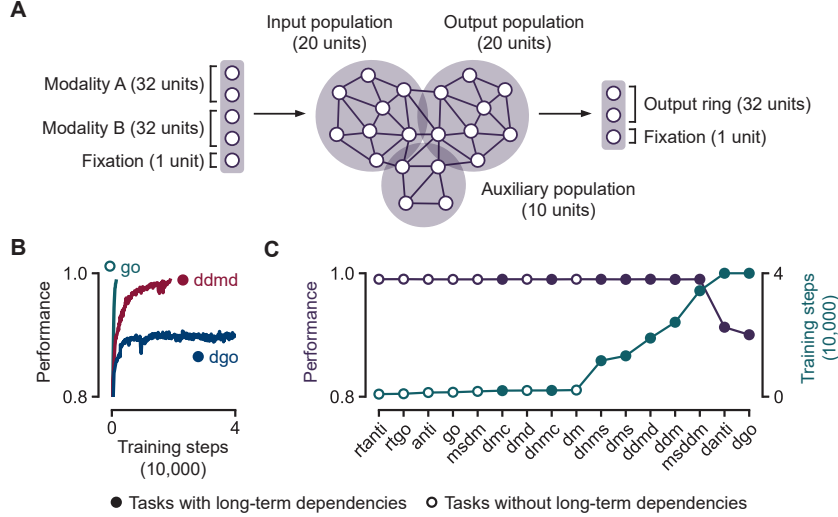 A
Input population
(20 units)
Output population
(20 units)
Modality A (32 units)
Modality B (32 units)
Fixation (1 unit)
Output ring (32 units)
Fixation (1 unit)
Auxiliary population
(10 units)
B
go
ddmd
dgo
1.0
0.8
Performance
0
4
Training steps
(10,000)
C
1.0
0.8
Performance
4
0
Training steps
(10,000)
rtanti
rtgo
anti
go
msdm
dmc
dmd
dnmc
dm
dnms
dms
ddmd
ddm
msddm
danti
dgo
Tasks with long-term dependencies
Tasks without long-term dependencies